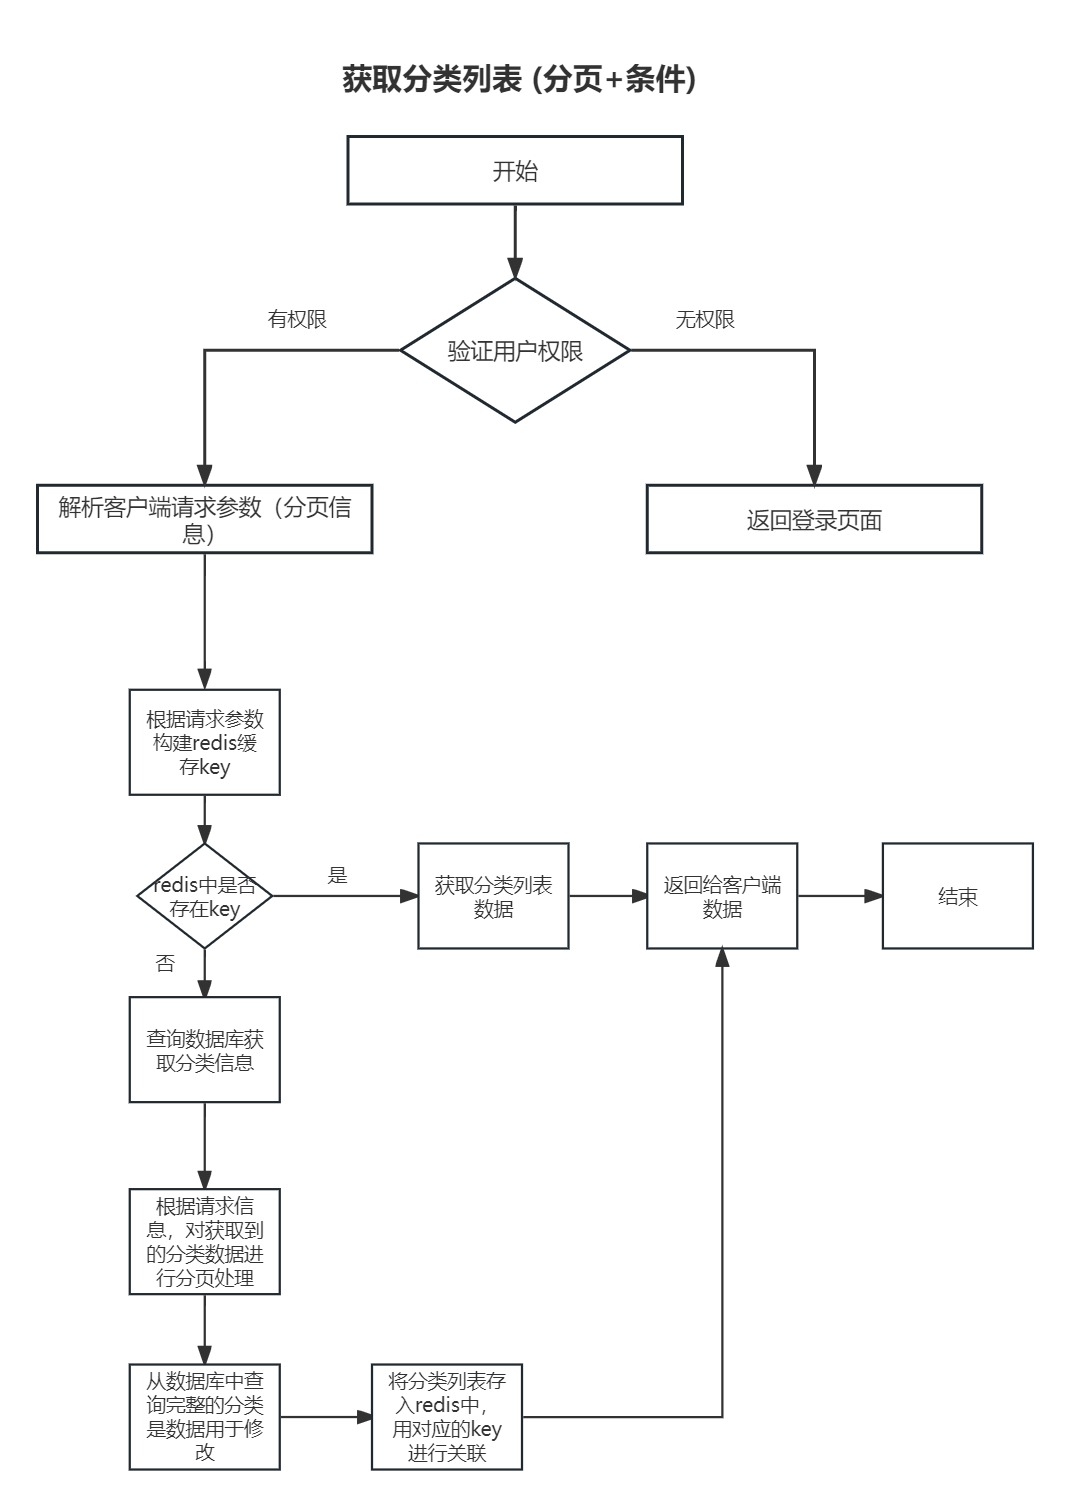 获取分类列表 (分页+条件)
开始
有权限
无权限
验证用户权限
解析客户端请求参数（分页信
息）
返回登录页面
根据请求参数
构建redis缓
存key
redis中是否
存在key
是
获取分类列表
数据
返回给客户端
数据
结束
否
查询数据库获
取分类信息
根据请求信
息，对获取到
的分类数据进
行分页处理
从数据库中查
询完整的分类
是数据用于修
改
将分类列表存
入redis中，
用对应的key
进行关联